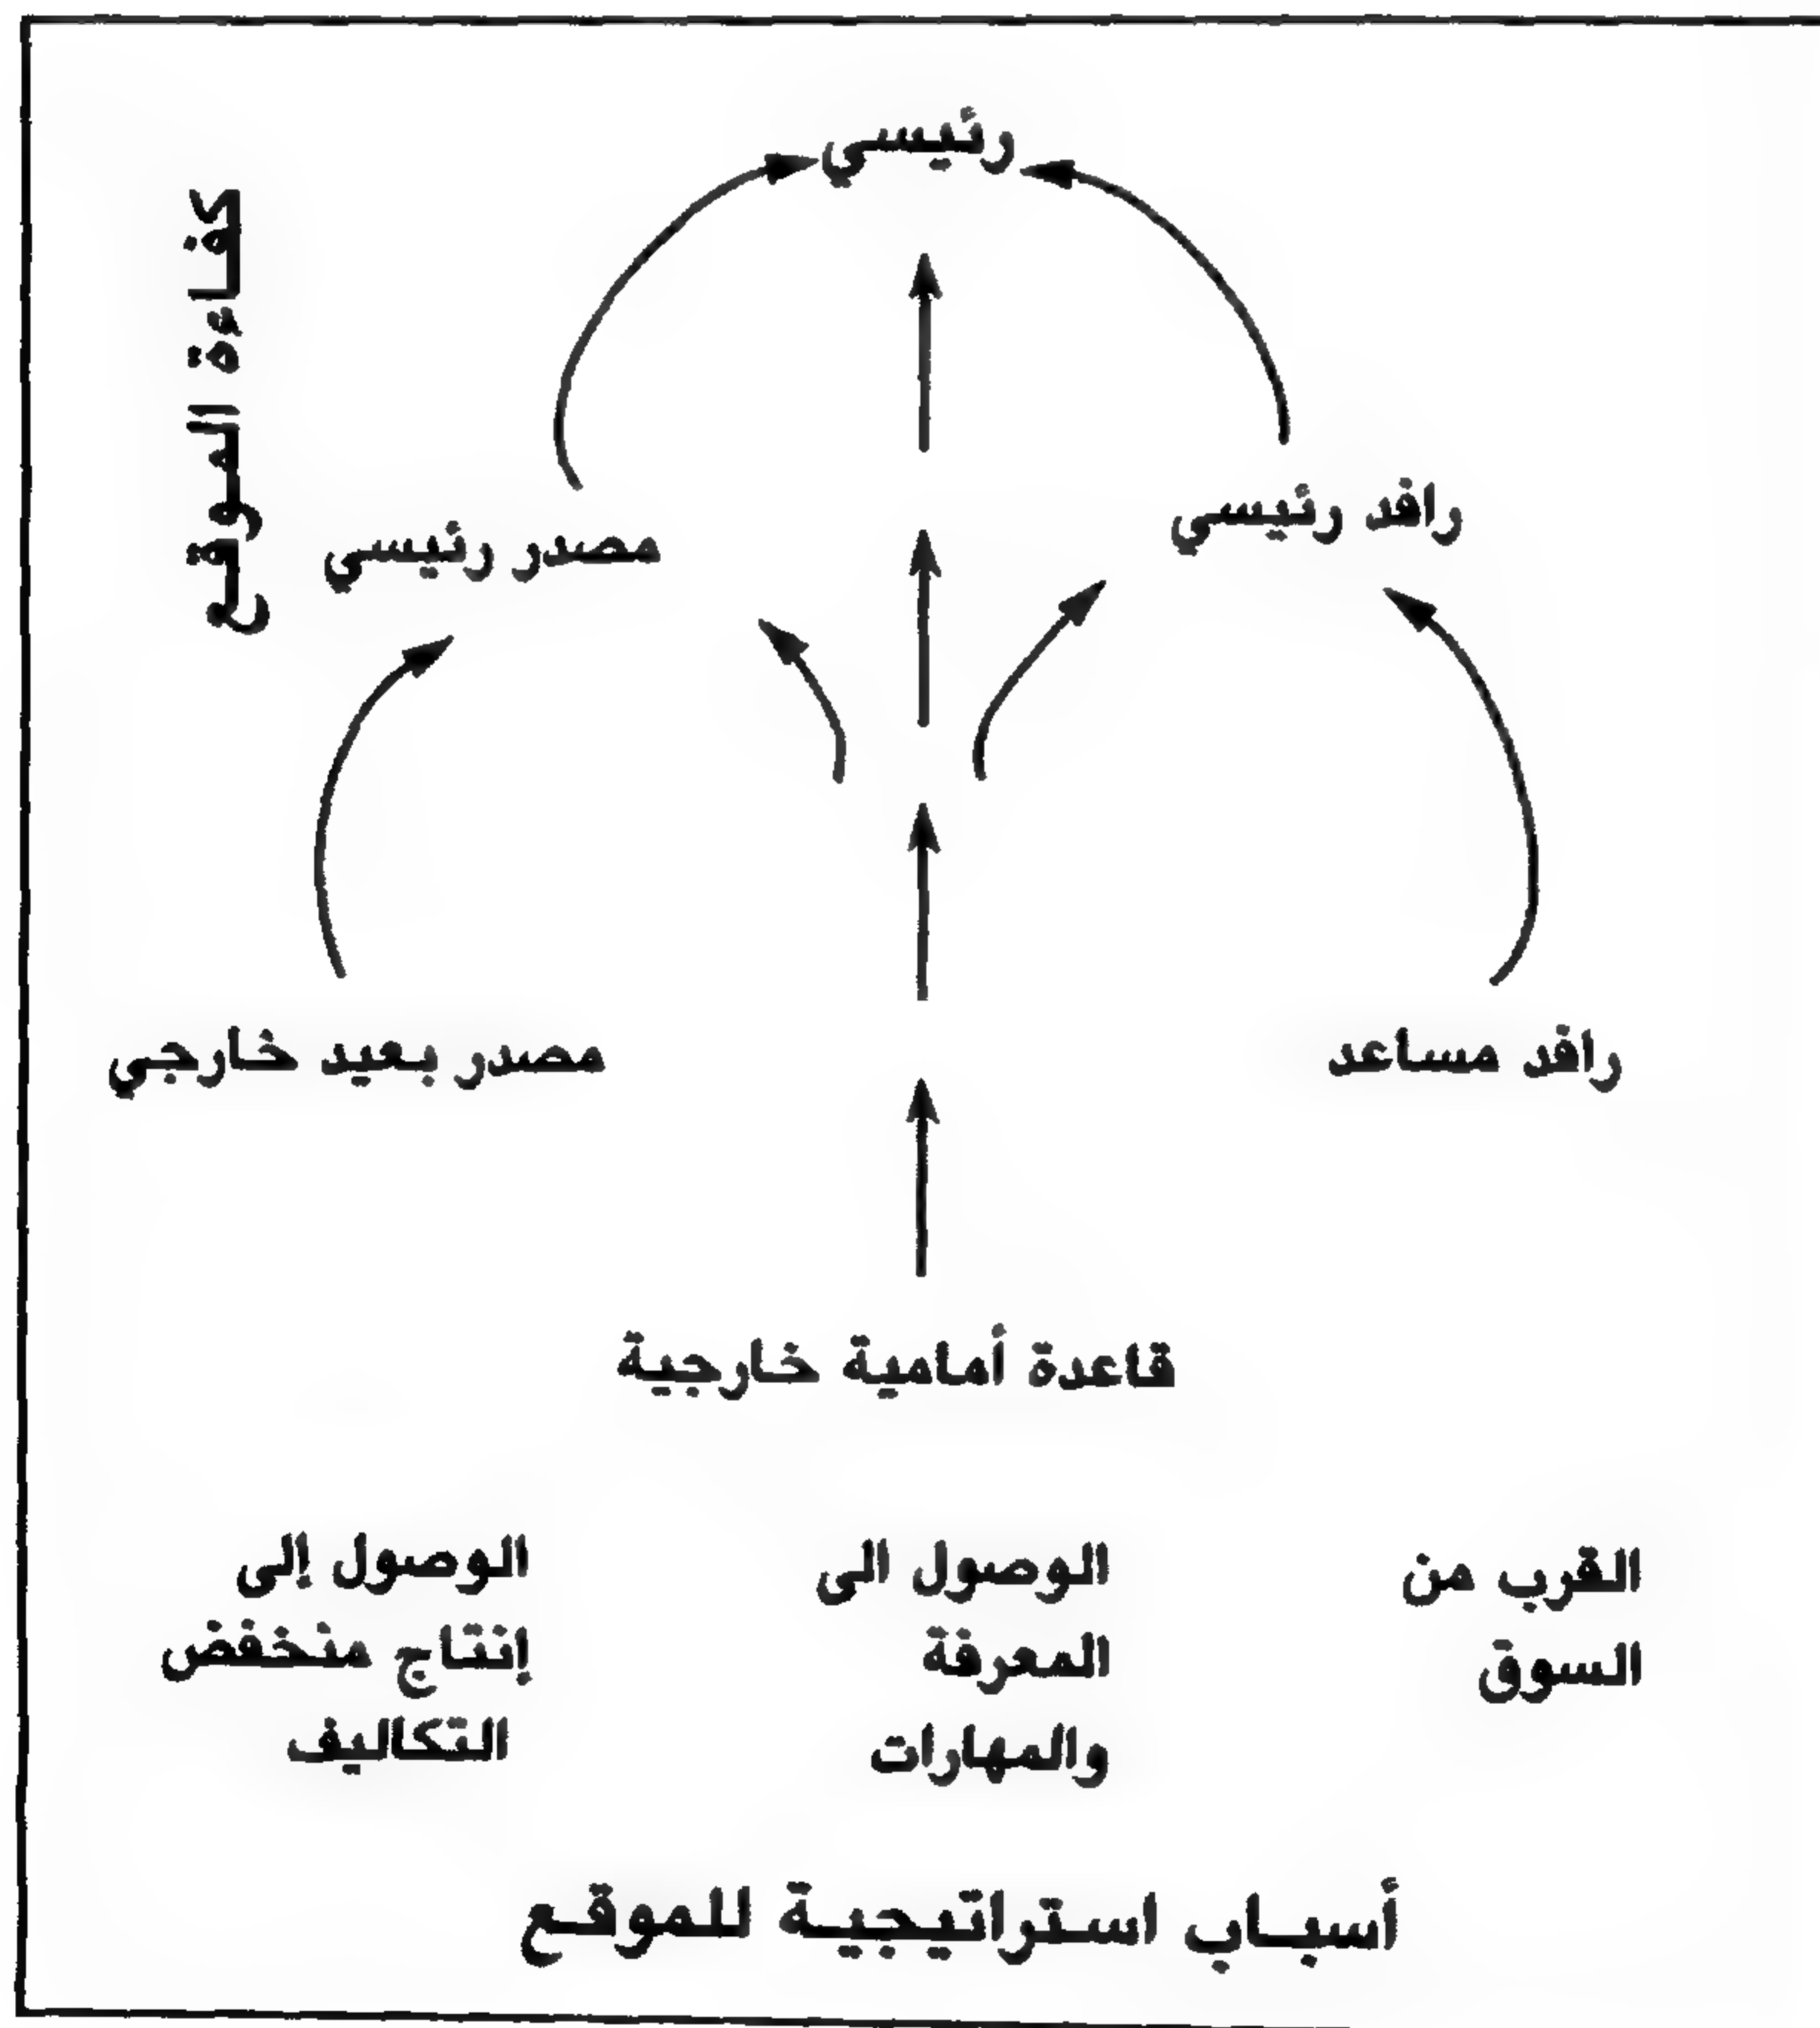 رئيسي
كفاءة الموقع
رافد رئيسي
مصدر رئيسي
رافد مساعد
مصدر بعيد خارجي
قاعدة أمامية خارجية
القرب من
السوق
الوصول الى
المعرفة
والمهارات
الوصول إلى
إنتاج منخفض
التكاليف
أسباب استراتيجية للموقع